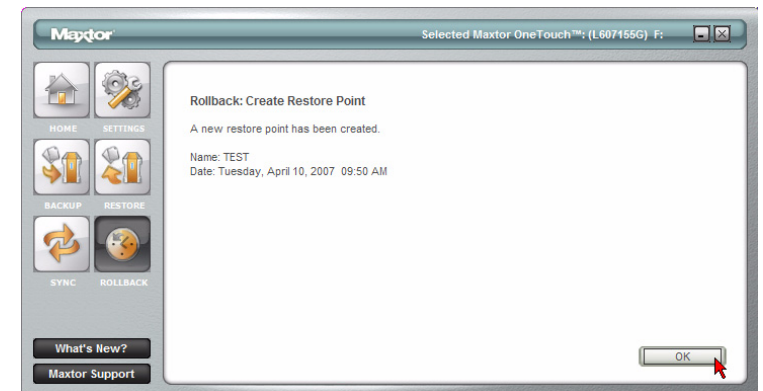 Maxtor
Selected Maxtor OneTouch™: (L607155G) F:
HOME SETTINGS
BACKUP RESTORE
SYNC ROLLBACK
What's New?
Maxtor Support
Rollback: Create Restore Point
A new restore point has been created.
Name: TEST
Date: Tuesday, April 10, 2007 09:50 AM
OK